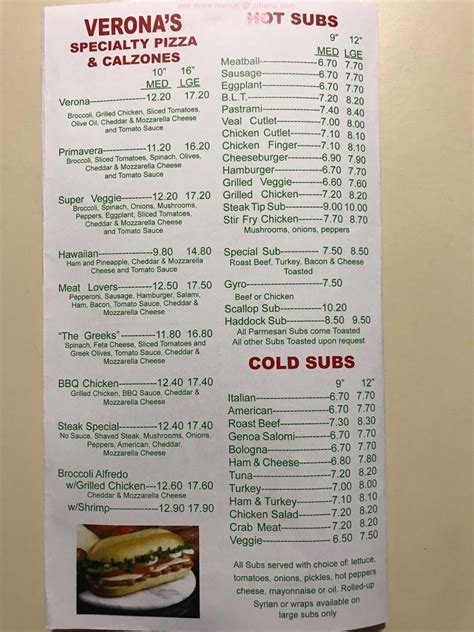 see more menus @ zmenu.com
VERONA'S
SPECIALTY PIZZA
& CALZONES
10" 16"
MED LGE
Verona--------------12.20 17.20
Broccoli, Grilled Chicken, Sliced Tomatoes,
Olive Oil, Cheddar & Mozzarella Cheese
and Tomato Sauce
Primavera-----------11.20 16.20
Broccoli, Sliced Tomatoes, Spinach, Olives,
Cheddar & Mozzarella Cheese
and Tomato Sauce
Super Veggie--------12.20 17.20
Broccoli, Spinach, Onions, Mushrooms,
Peppers, Eggplant, Sliced Tomatoes,
Cheddar & Mozzarella Cheese
and Tomato Sauce
Hawaiian------------9.80 14.80
Ham and Pineapple, Cheddar & Mozzarella
Cheese and Tomato Sauce
Meat Lovers---------12.50 17.50
Pepperoni, Sausage, Hamburger, Salami,
Ham, Bacon, Tomato Sauce, Cheddar &
Mozzarella Cheese
"The Greeks"--------11.80 16.80
Spinach, Feta Cheese, Sliced Tomatoes and
Greek Olives, Tomato Sauce, Cheddar &
Mozzarella Cheese
BBQ Chicken---------12.40 17.40
Grilled Chicken, BBQ Sauce, Cheddar &
Mozzarella Cheese
Steak Special-------12.40 17.40
No Sauce, Shaved Steak, Mushrooms, Onions,
Peppers, American, Cheddar,
Mozzarella Cheese
Broccoli Alfredo
w/Grilled Chicken---12.60 17.60
Cheddar & Mozzarella Cheese
w/Shrimp------------12.90 17.90
HOT SUBS
9" 12"
MED LGE
Meatball------------6.70 7.70
Sausage-------------6.70 7.70
Eggplant------------6.70 7.70
B.L.T.--------------7.20 8.20
Pastrami------------7.40 8.40
Veal Cutlet---------7.00 8.00
Chicken Cutlet------7.10 8.10
Chicken Finger------7.10 8.10
Cheeseburger--------6.90 7.90
Hamburger-----------6.70 7.70
Grilled Veggie------6.60 7.60
Grilled Chicken-----7.20 8.20
Steak Tip Sub-------9.00 10.00
Stir Fry Chicken----7.70 8.70
Mushrooms, onions, peppers
Special Sub---------7.50 8.50
Roast Beef, Turkey, Bacon & Cheese
Toasted
Gyro----------------7.50
Beef or Chicken
Scallop Sub---------10.20
Haddock Sub---------8.50 9.50
All Parmesan Subs come Toasted
All other Subs Toasted upon request
COLD SUBS
9" 12"
Italian-------------6.70 7.70
American------------6.70 7.70
Roast Beef----------7.30 8.30
Genoa Salomi--------6.70 7.70
Bologna-------------6.70 7.70
Ham & Cheese--------6.80 7.80
Tuna----------------7.20 8.20
Turkey--------------7.00 8.00
Ham & Turkey--------7.10 8.10
Chicken Salad-------7.20 8.20
Crab Meat-----------7.20 8.20
Veggie--------------6.50 7.50
All Subs served with choice of: lettuce,
tomatoes, onions, pickles, hot peppers
cheese, mayonnaise or oil. Rolled-up
Syrian or wraps available on
large subs only